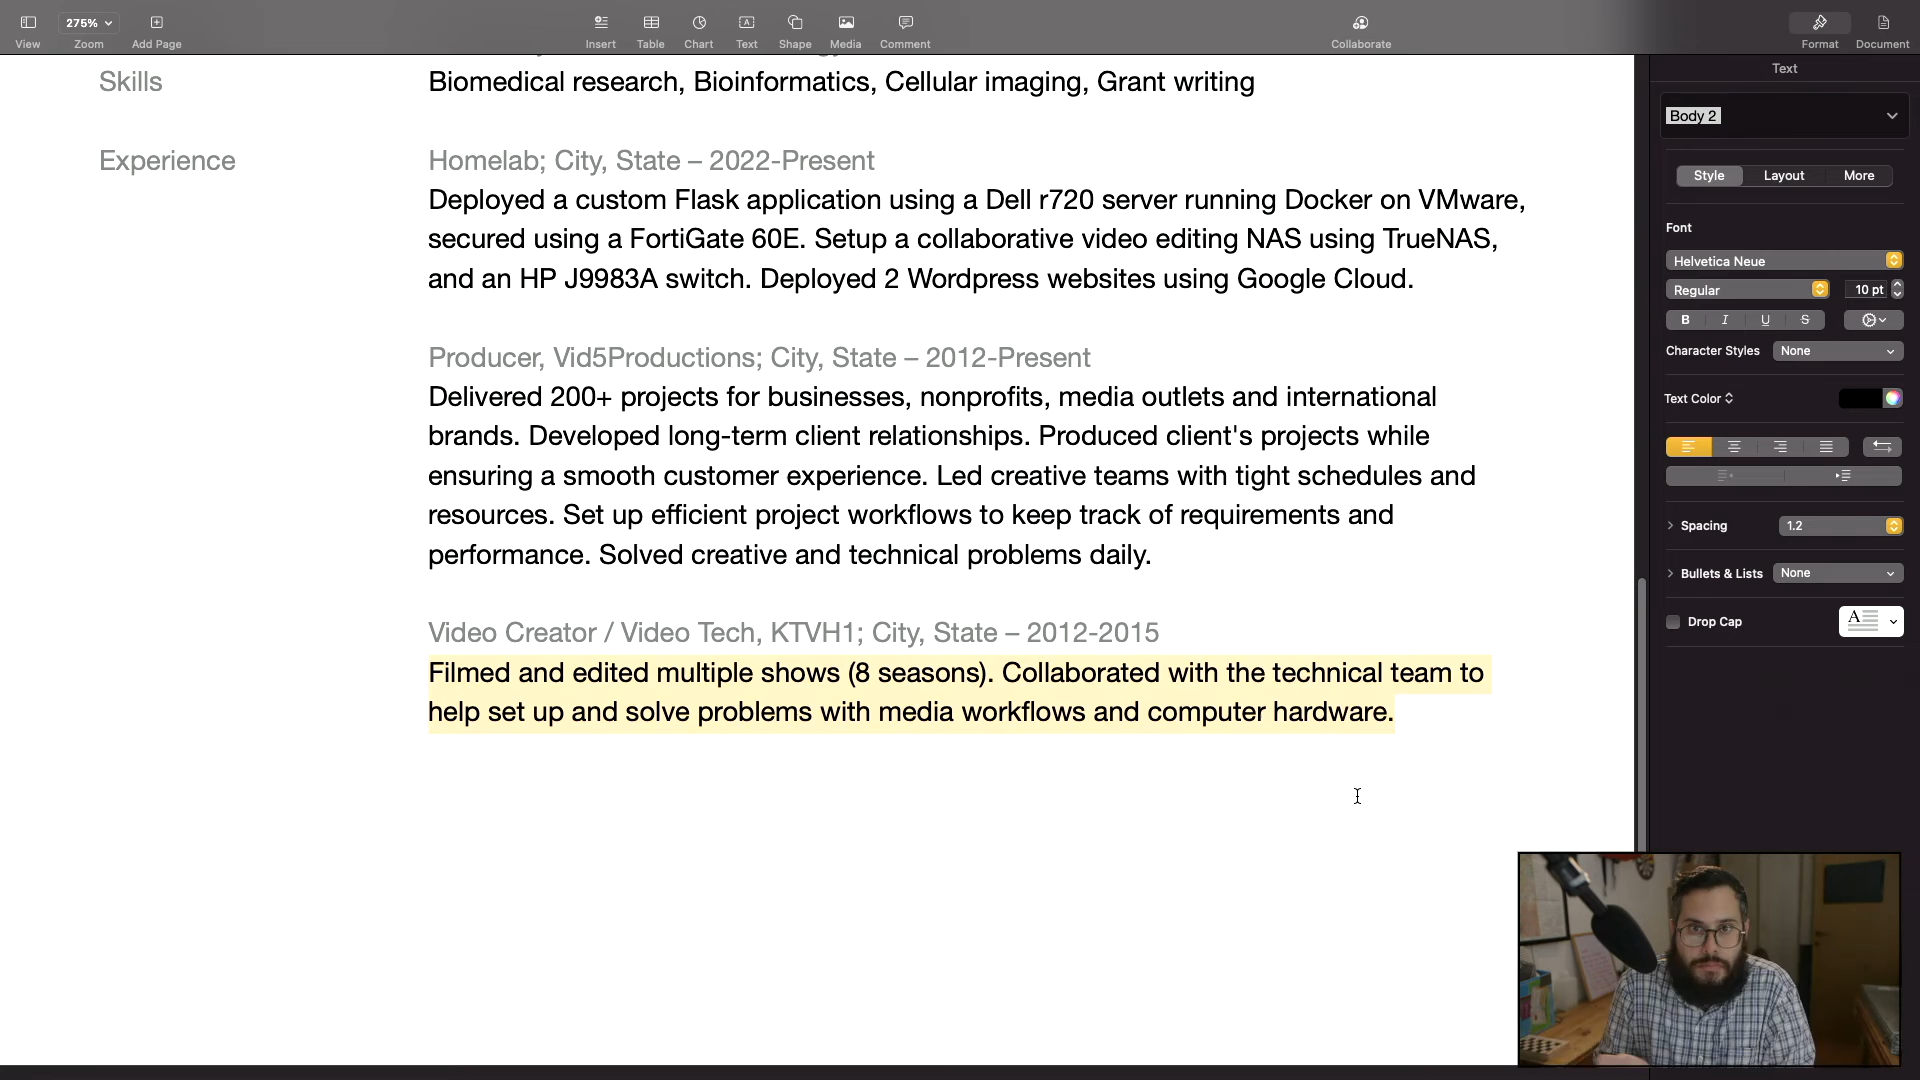 275%
View
Zoom
Add Page
Insert
Table
Chart
Text
Shape
Media
Comment
Collaborate
Format
Document
Skills
Biomedical research, Bioinformatics, Cellular imaging, Grant writing
Experience
Homelab; City, State – 2022-Present
Deployed a custom Flask application using a Dell r720 server running Docker on VMware,
secured using a FortiGate 60E. Setup a collaborative video editing NAS using TrueNAS,
and an HP J9983A switch. Deployed 2 Wordpress websites using Google Cloud.
Producer, Vid5Productions; City, State – 2012-Present
Delivered 200+ projects for businesses, nonprofits, media outlets and international
brands. Developed long-term client relationships. Produced client's projects while
ensuring a smooth customer experience. Led creative teams with tight schedules and
resources. Set up efficient project workflows to keep track of requirements and
performance. Solved creative and technical problems daily.
Video Creator / Video Tech, KTVH1; City, State – 2012-2015
Filmed and edited multiple shows (8 seasons). Collaborated with the technical team to
help set up and solve problems with media workflows and computer hardware.
Text
Body 2
Style
Layout
More
Font
Helvetica Neue
Regular
10 pt
B I U S
Character Styles
None
Text Color
Spacing
1.2
Bullets & Lists
None
Drop Cap
A